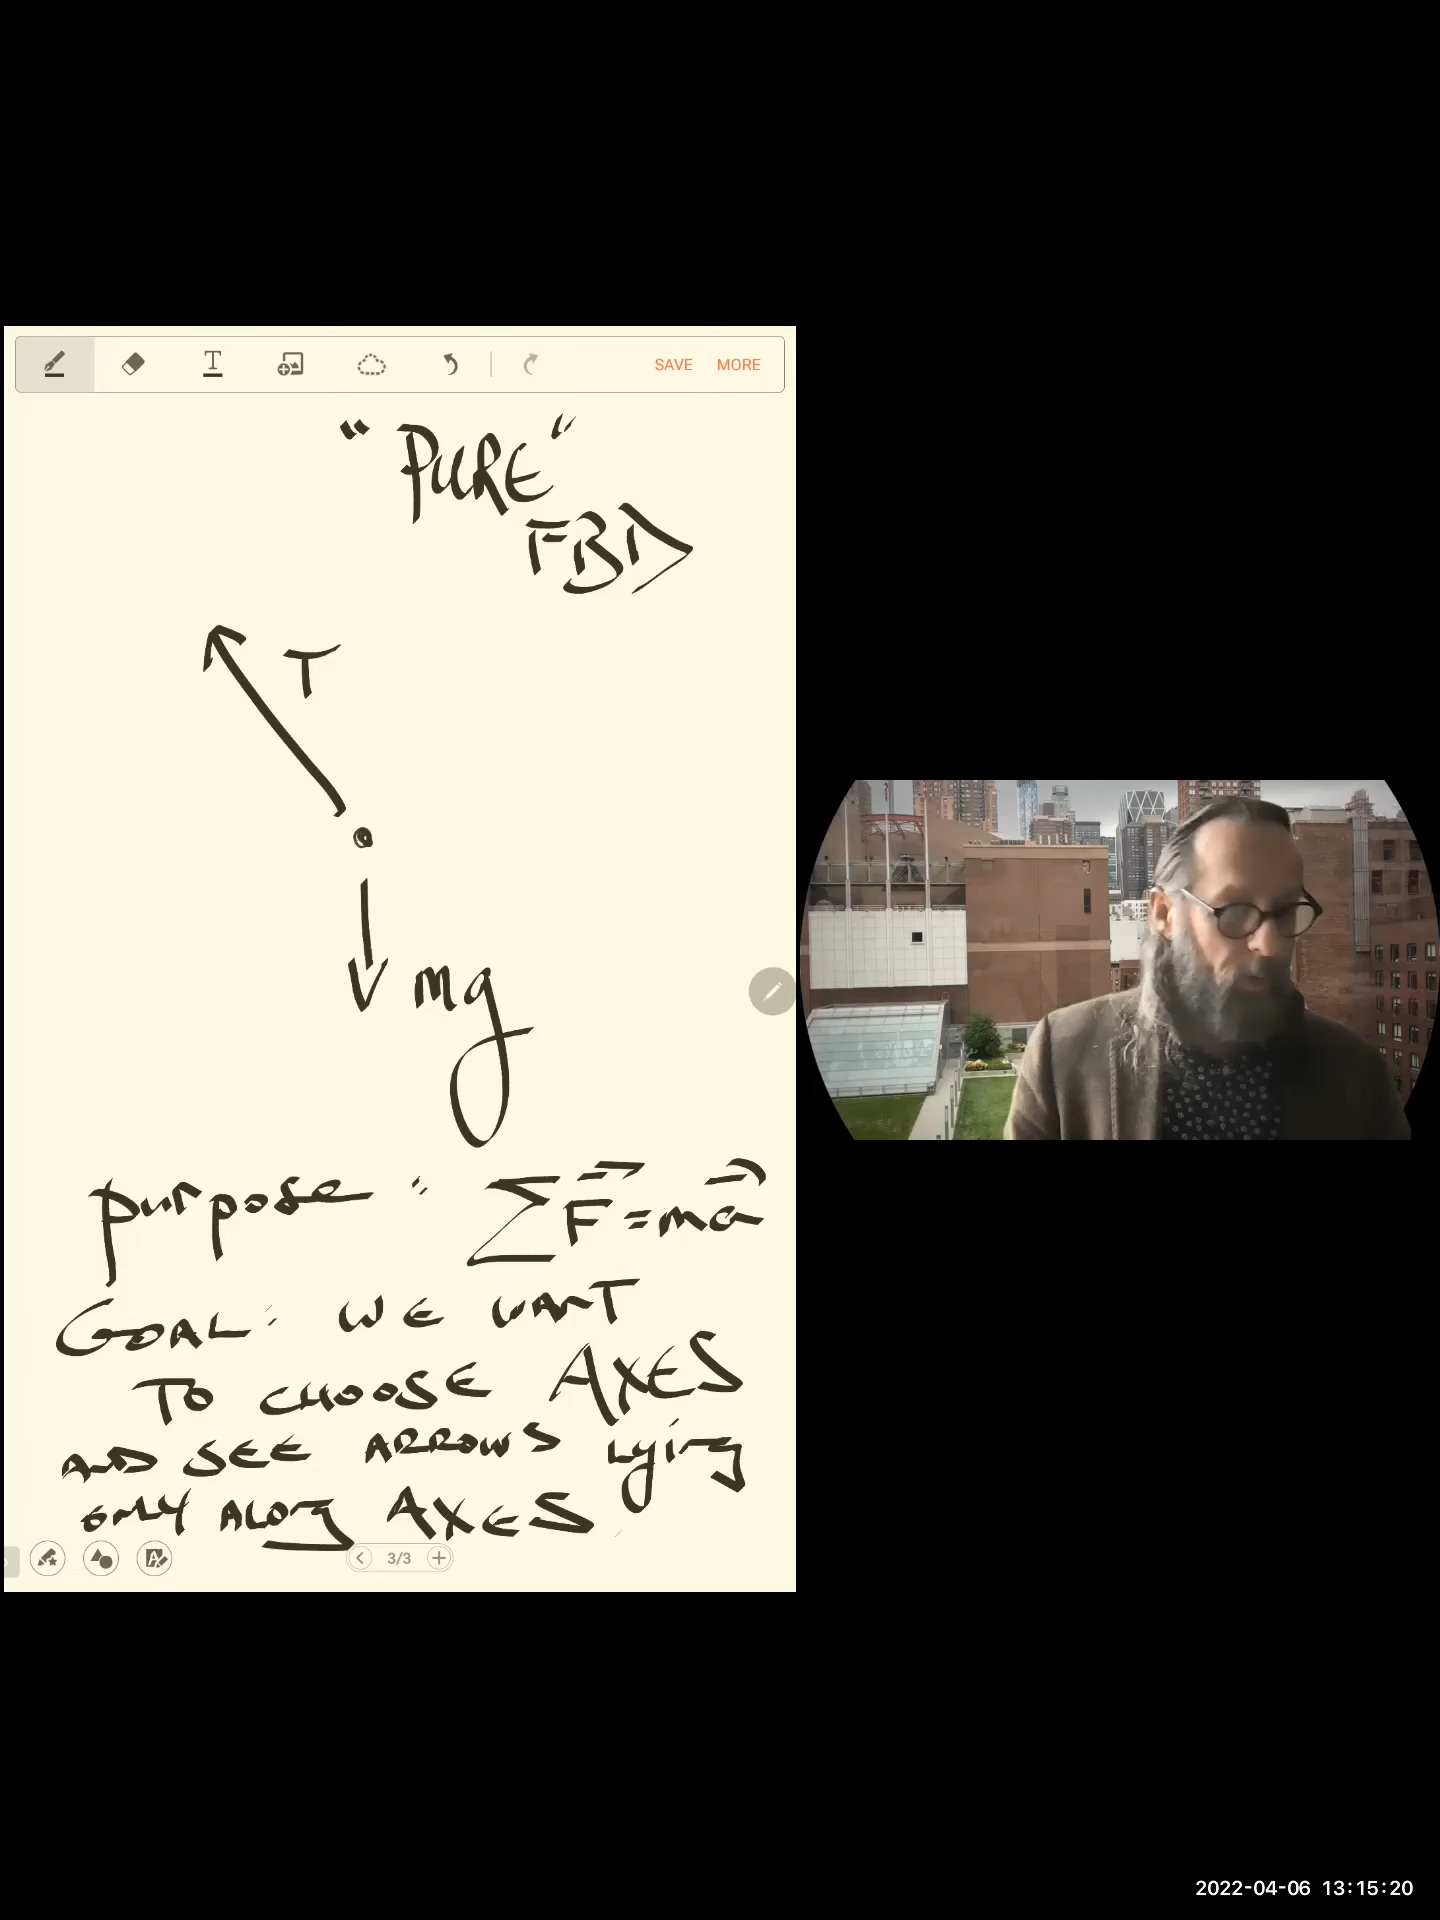 T
SAVE MORE
"PURE"
FBD
T
mg
purpose: ∑F⃗=ma⃗
GOAL: WE WANT
TO CHOOSE AXES
AND SEE ARROWS lying
ONLY ALONG AXES
3/3
2022-04-06 13:15:20